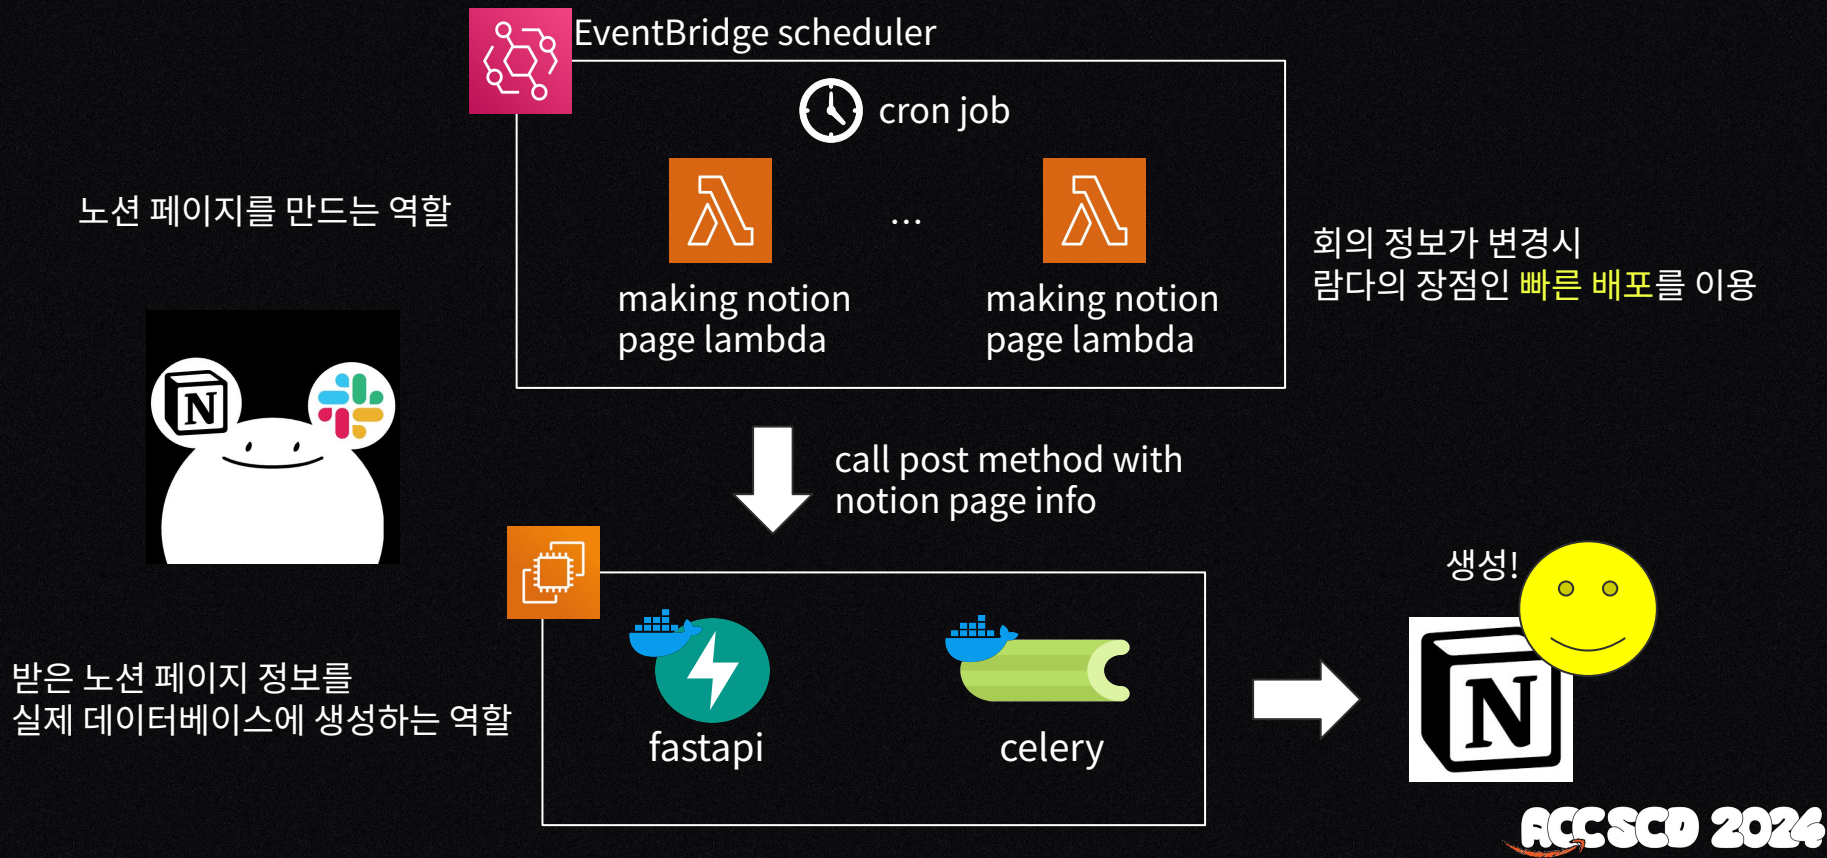 EventBridge scheduler
cron job
노션 페이지를 만드는 역할
...
making notion
page lambda
making notion
page lambda
회의 정보가 변경시
람다의 장점인 빠른 배포를 이용
N
call post method with
notion page info
받은 노션 페이지 정보를
실제 데이터베이스에 생성하는 역할
fastapi
celery
생성!
N
ACCSCD 2024